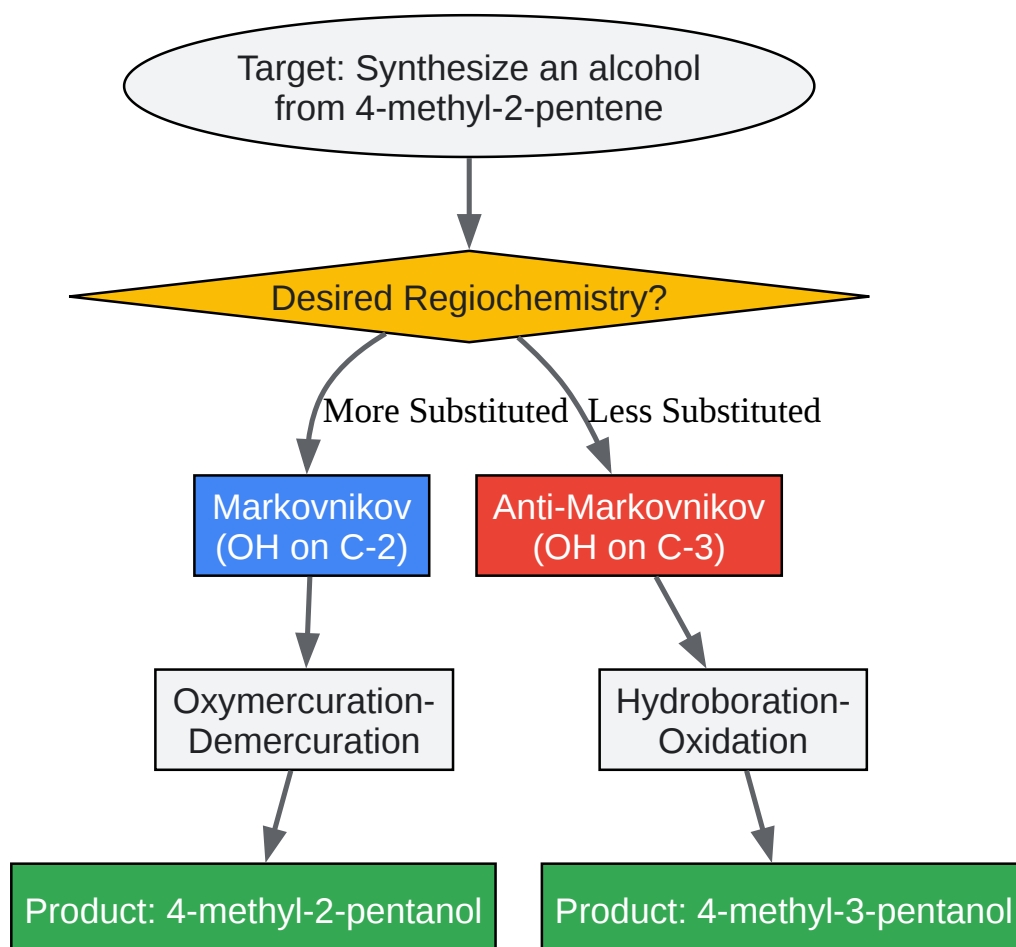 Target: Synthesize an alcohol
from 4-methyl-2-pentene
Desired Regiochemistry?
More Substituted
Less Substituted
Markovnikov
(OH on C-2)
Anti-Markovnikov
(OH on C-3)
Oxymercuration-
Demercuration
Hydroboration-
Oxidation
Product: 4-methyl-2-pentanol
Product: 4-methyl-3-pentanol